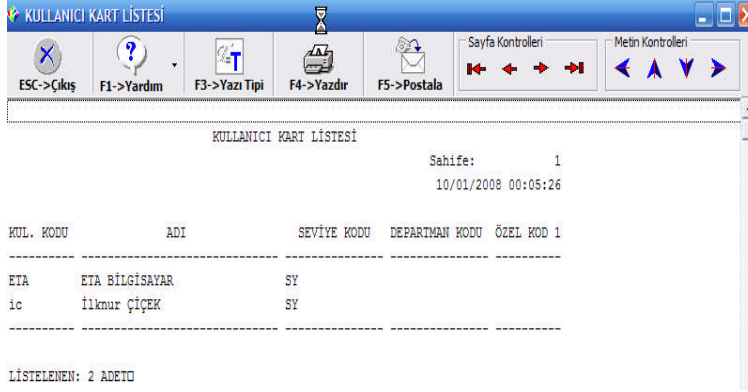 KULLANICI KART LİSTESİ
ESC->Çıkış F1->Yardım F3->Yazı Tipi F4->Yazdır F5->Postala Sayfa Kontrolleri Metin Kontrolleri
KULLANICI KART LİSTESİ
Sahife: 1
10/01/2008 00:05:26
KUL. KODU ADI SEVİYE KODU DEPARTMAN KODU ÖZEL KOD 1
ETA ETA BİLGİSAYAR SY
ic İlknur ÇİÇEK SY
LİSTELENEN: 2 ADET